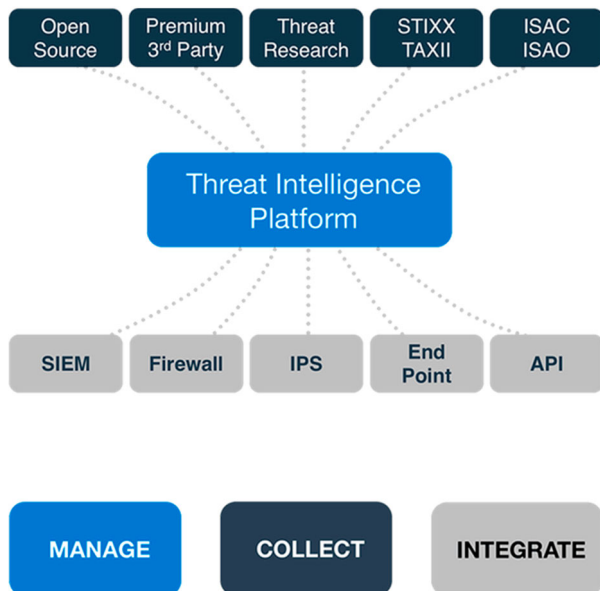 Open
Source
Premium
3rd Party
Threat
Research
STIXX
TAXII
ISAC
ISAO
Threat Intelligence
Platform
SIEM
Firewall
IPS
End
Point
API
MANAGE
COLLECT
INTEGRATE